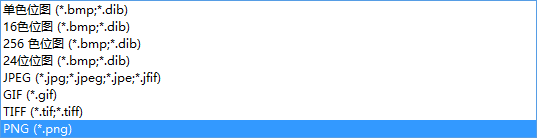 单色位图 (*.bmp;*.dib)
16色位图 (*.bmp;*.dib)
256 色位图 (*.bmp;*.dib)
24位位图 (*.bmp;*.dib)
JPEG (*.jpg;*.jpeg;*.jpe;*.jfif)
GIF (*.gif)
TIFF (*.tif;*.tiff)
PNG (*.png)